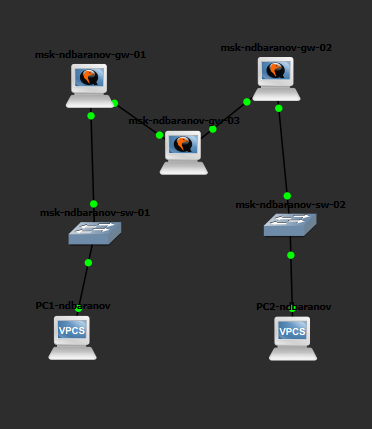 msk-ndbaranov-gw-01
msk-ndbaranov-gw-02
msk-ndbaranov-gw-03
msk-ndbaranov-sw-01
msk-ndbaranov-sw-02
PC1-ndbaranov
PC2-ndbaranov
VPCS
VPCS